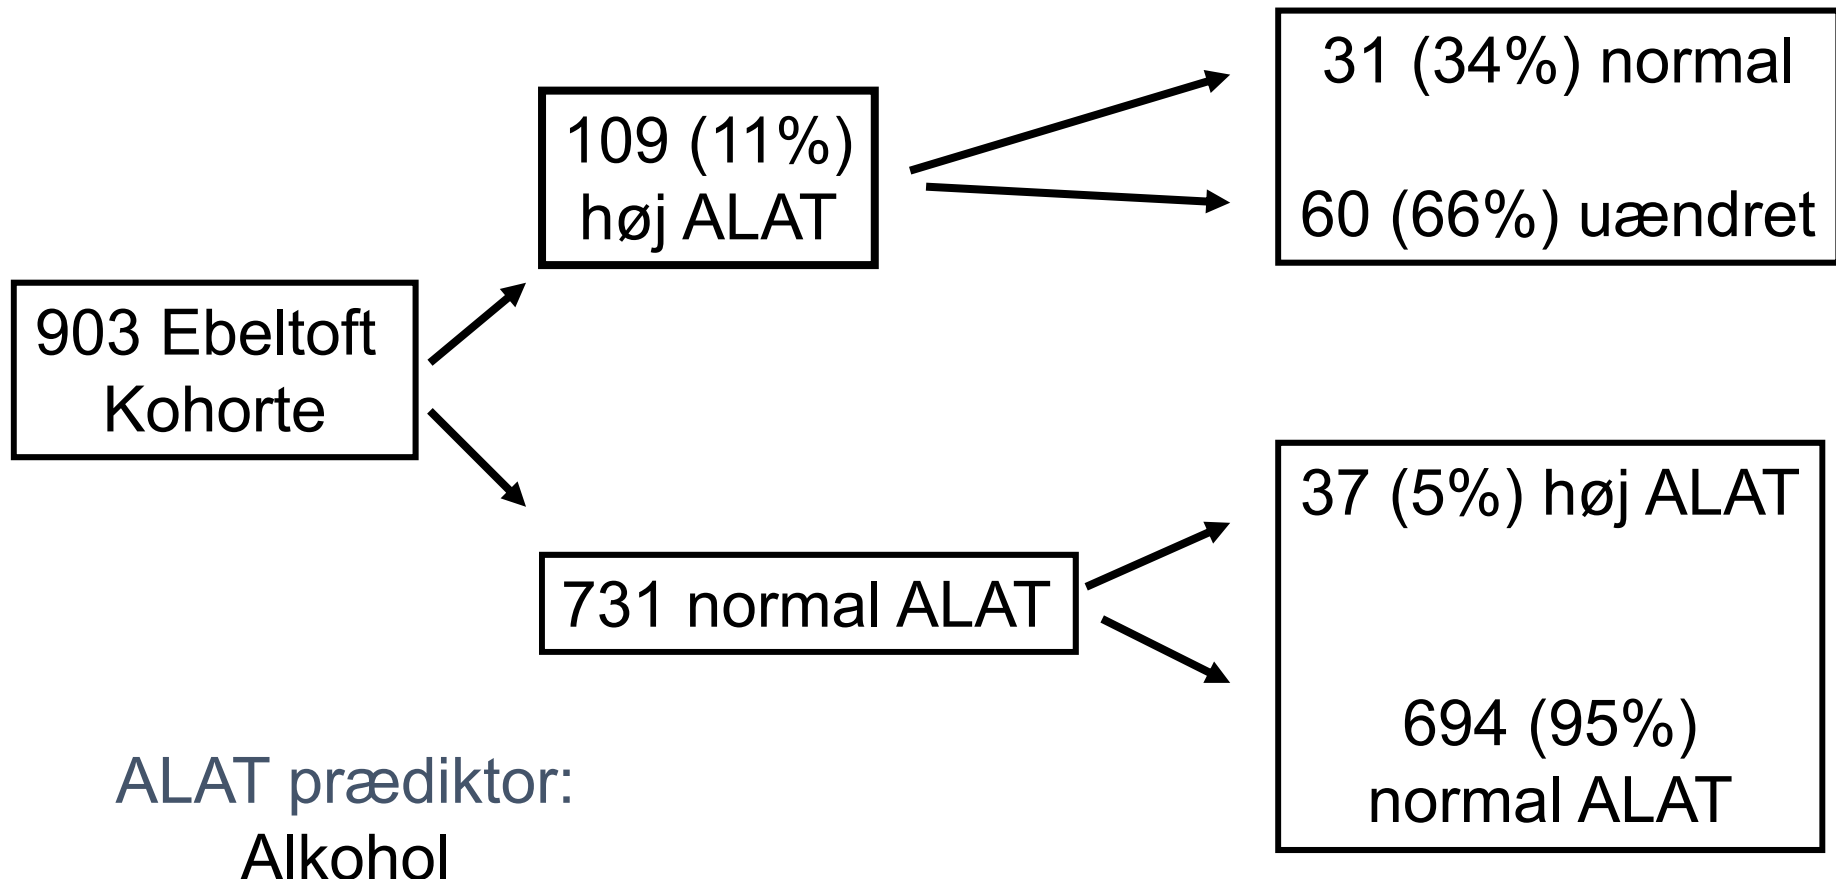 903 Ebeltoft
Kohorte
109 (11%)
høj ALAT
31 (34%) normal
60 (66%) uændret
731 normal ALAT
37 (5%) høj ALAT
694 (95%)
normal ALAT
ALAT prædiktor:
Alkohol